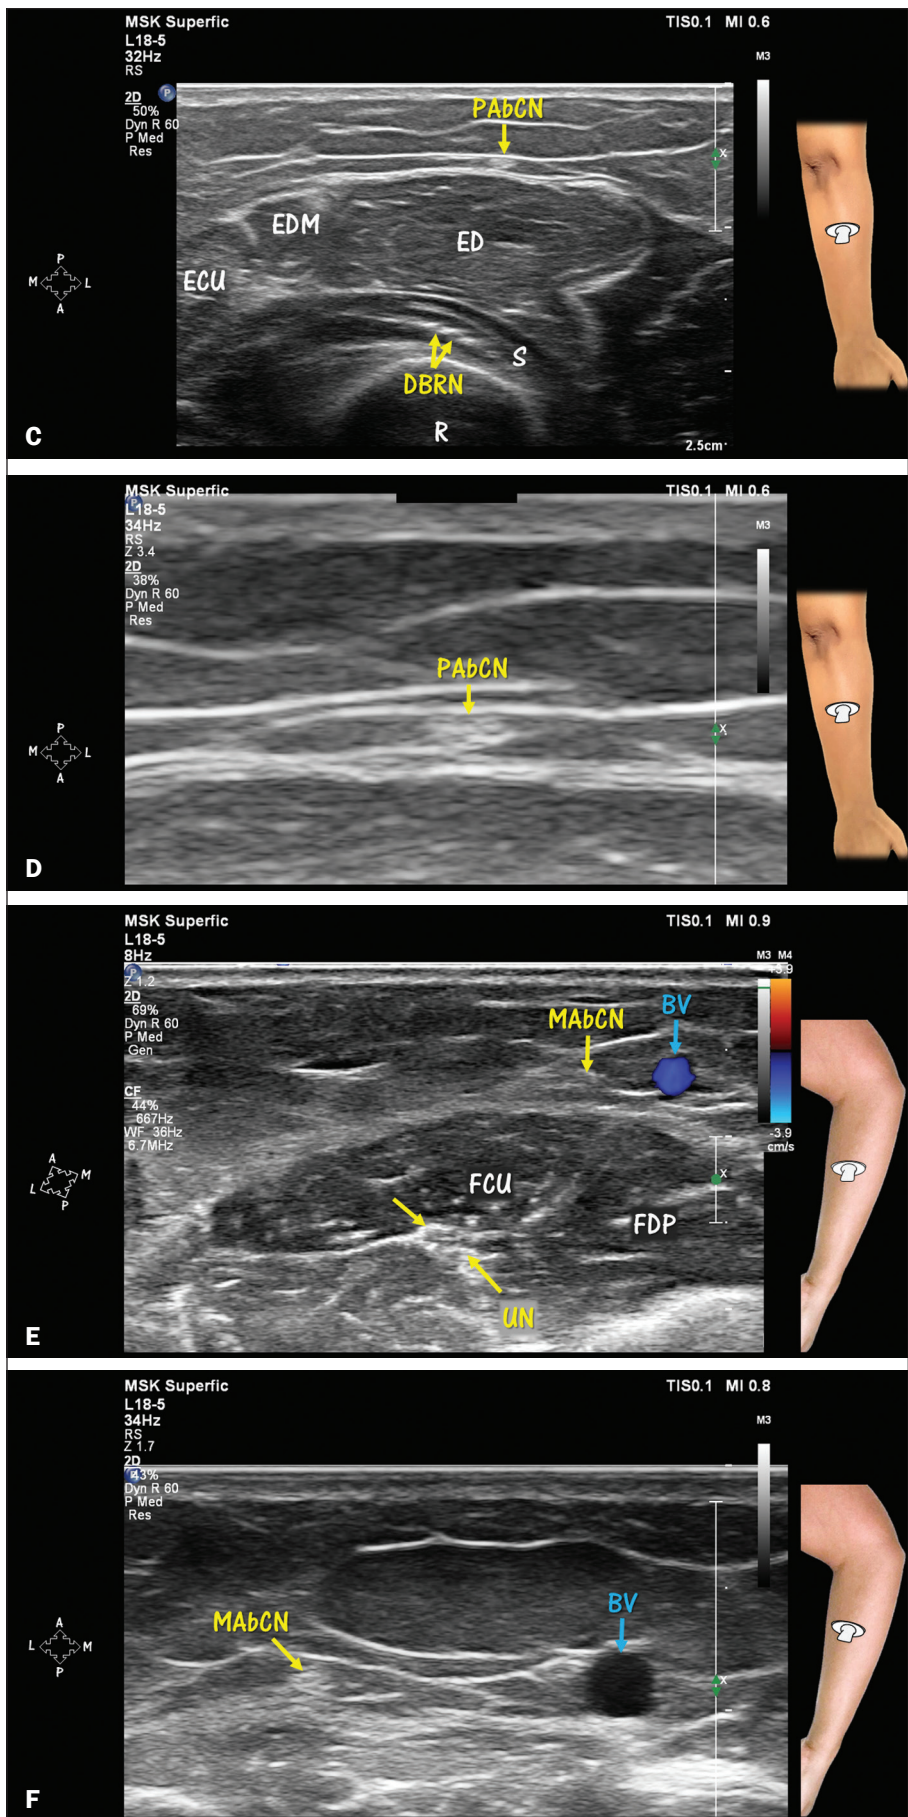 MSK Superfic
TIS0.1 MI 0.6
L18-5
32Hz
RS
M3
P
2D
50%
Dyn R 60
P Med
Res
PAbCN
X
EDM
ED
ECU
P
M L
A
S
DBRN
R
2.5cm
C
MSK Superfic
TIS0.1 MI 0.6
P
L18-5
34Hz
RS
Z 3.4
M3
2D
38%
Dyn R 60
P Med
Res
PAbCN
X
P
M L
A
D
MSK Superfic
TIS0.1 MI 0.9
L18-5
8Hz
M3 M4
P
+3.9
Z 1.2
2D
69%
Dyn R 60
P Med
Gen
BV
MAbCN
CF
44%
667Hz
WF 36Hz
6.7MHz
-3.9
cm/s
A
M
L
P
X
FCU
FDP
UN
E
MSK Superfic
TIS0.1 MI 0.8
L18-5
34Hz
RS
Z 1.7
M3
2D
P
43%
Dyn R 60
P Med
Res
BV
MAbCN
A
L M
P
X
F